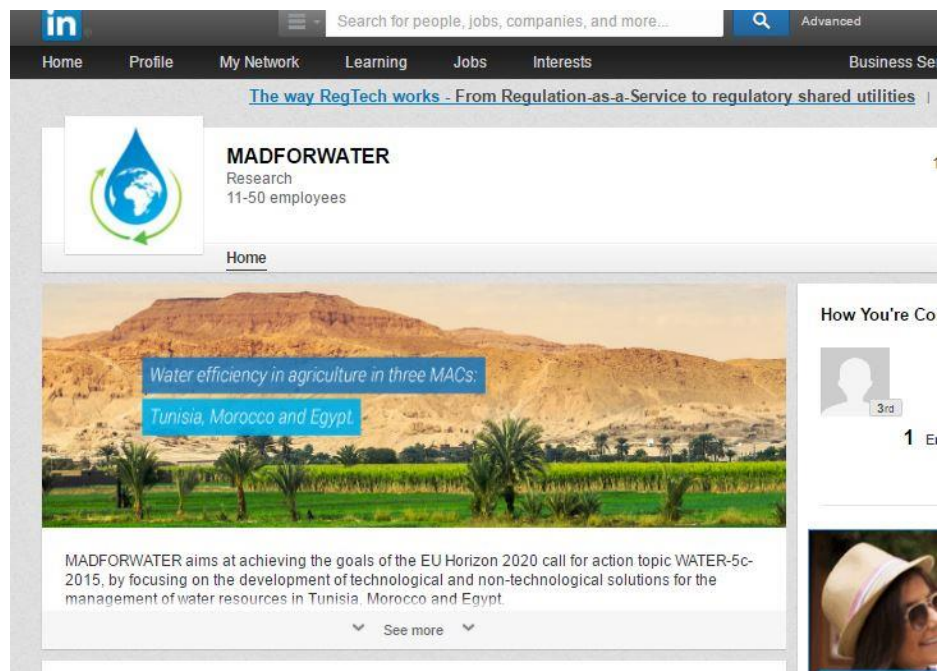 in
Search for people, jobs, companies, and more...
Advanced
Home Profile My Network Learning Jobs Interests Business Se
The way RegTech works - From Regulation-as-a-Service to regulatory shared utilities |
MADFORWATER
Research
11-50 employees
Home
Water efficiency in agriculture in three MACs:
Tunisia, Morocco and Egypt.
How You're Co
3rd
1 E
MADFORWATER aims at achieving the goals of the EU Horizon 2020 call for action topic WATER-5c-
2015, by focusing on the development of technological and non-technological solutions for the
management of water resources in Tunisia, Morocco and Egypt.
See more